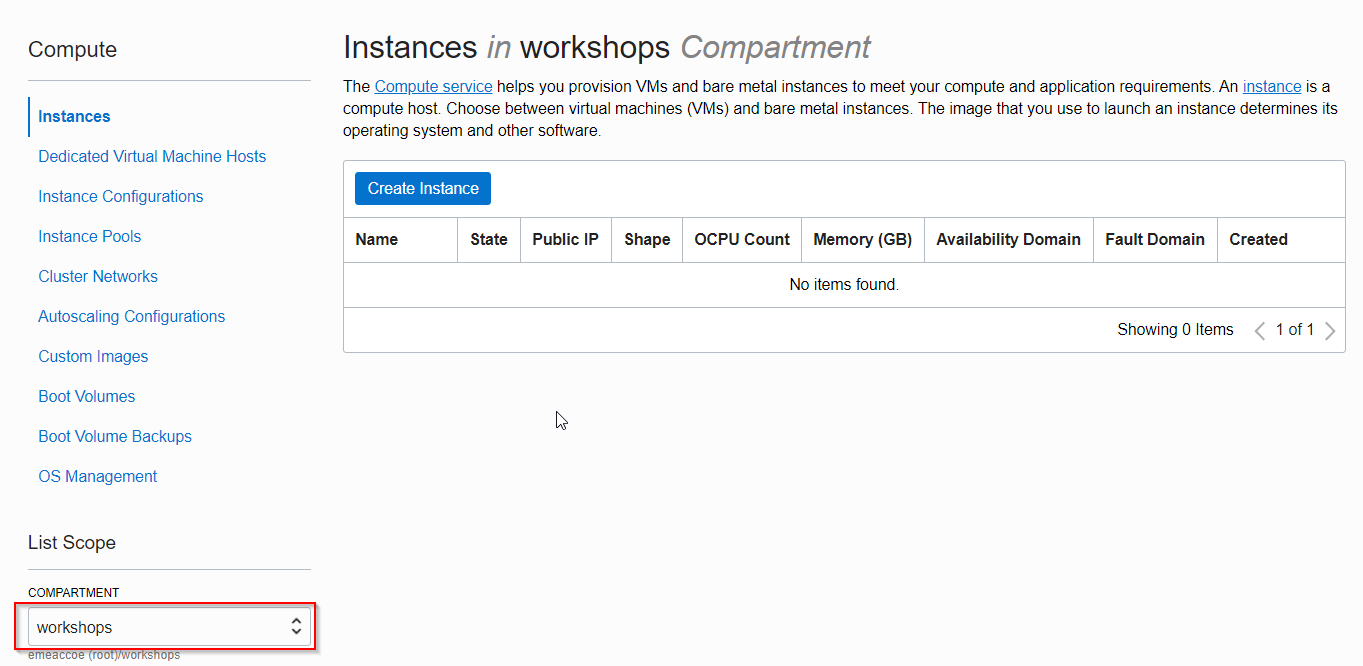 Compute
Instances
Dedicated Virtual Machine Hosts
Instance Configurations
Instance Pools
Cluster Networks
Autoscaling Configurations
Custom Images
Boot Volumes
Boot Volume Backups
OS Management
List Scope
COMPARTMENT
workshops
emeaccoe (root)/workshops
Instances in workshops Compartment
The Compute service helps you provision VMs and bare metal instances to meet your compute and application requirements. An instance is a
compute host. Choose between virtual machines (VMs) and bare metal instances. The image that you use to launch an instance determines its
operating system and other software.
Create Instance
Name State Public IP Shape OCPU Count Memory (GB) Availability Domain Fault Domain Created
No items found.
Showing 0 Items 1 of 1